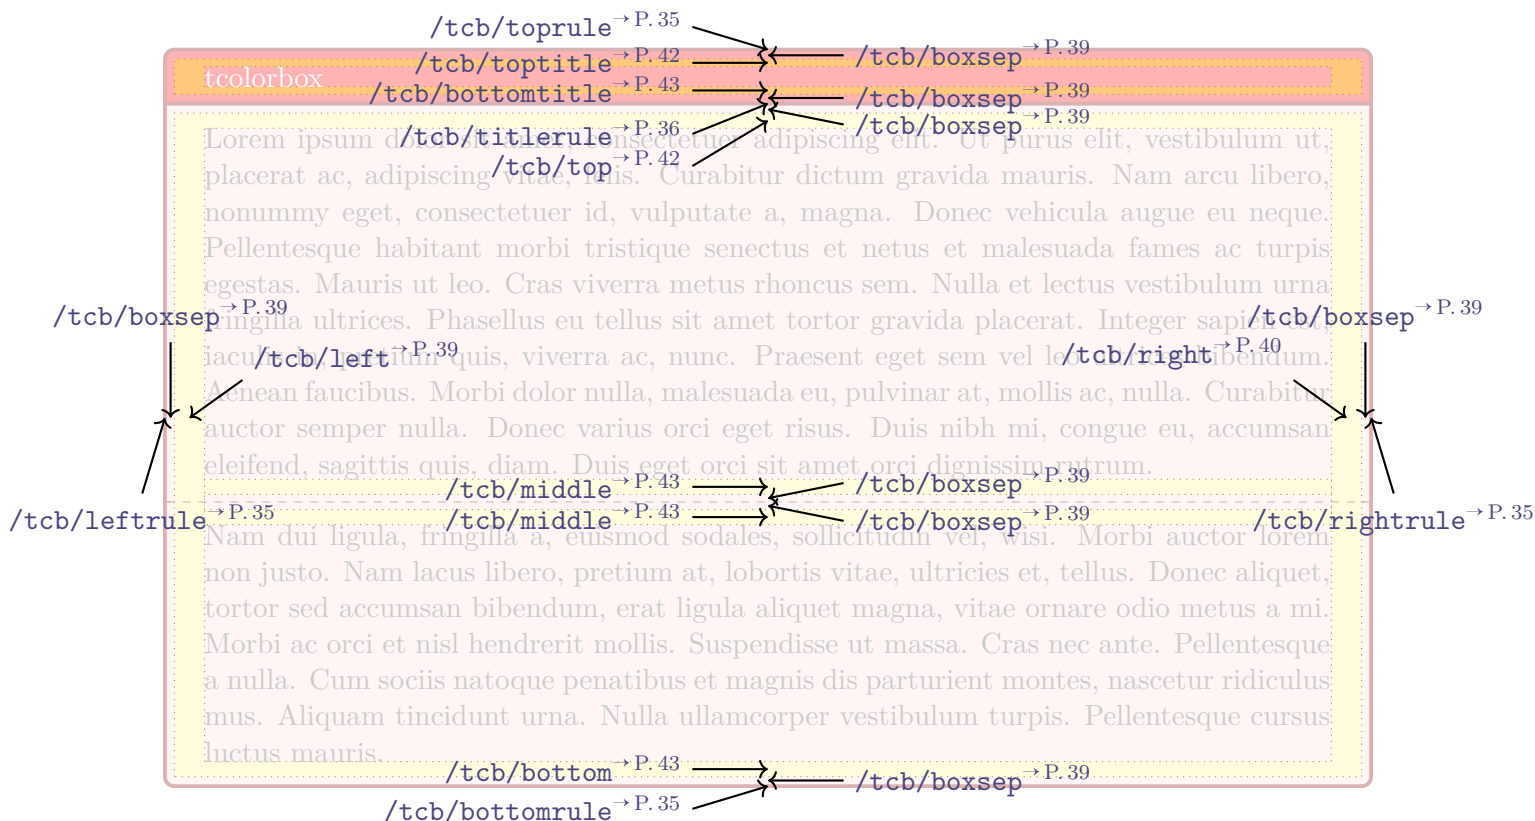 /tcb/toprule→P. 35
/tcb/boxsep→P. 39
/tcb/toptitle→P. 42
tcolorbox
/tcb/bottomtitle→P. 43
/tcb/boxsep→P. 39
/tcb/boxsep→P. 39
/tcb/titlerule→P. 36
Lorem ipsum dolor sit amet, consectetuer adipiscing elit. Ut purus elit, vestibulum ut,
/tcb/top→P. 42
placerat ac, adipiscing vitae, felis. Curabitur dictum gravida mauris. Nam arcu libero,
nonummy eget, consectetuer id, vulputate a, magna. Donec vehicula augue eu neque.
Pellentesque habitant morbi tristique senectus et netus et malesuada fames ac turpis
egestas. Mauris ut leo. Cras viverra metus rhoncus sem. Nulla et lectus vestibulum urna
/tcb/boxsep→P. 39
/tcb/boxsep→P. 39
fringilla ultrices. Phasellus eu tellus sit amet tortor gravida placerat. Integer sapien est,
/tcb/left→P. 39
/tcb/right→P. 40
iaculis in, pretium quis, viverra ac, nunc. Praesent eget sem vel leo ultrices bibendum.
Aenean faucibus. Morbi dolor nulla, malesuada eu, pulvinar at, mollis ac, nulla. Curabitur
auctor semper nulla. Donec varius orci eget risus. Duis nibh mi, congue eu, accumsan
eleifend, sagittis quis, diam. Duis eget orci sit amet orci dignissim rutrum.
/tcb/middle→P. 43
/tcb/boxsep→P. 39
/tcb/leftrule→P. 35
/tcb/middle→P. 43
/tcb/boxsep→P. 39
/tcb/rightrule→P. 35
Nam dui ligula, fringilla a, euismod sodales, sollicitudin vel, wisi. Morbi auctor lorem
non justo. Nam lacus libero, pretium at, lobortis vitae, ultricies et, tellus. Donec aliquet,
tortor sed accumsan bibendum, erat ligula aliquet magna, vitae ornare odio metus a mi.
Morbi ac orci et nisl hendrerit mollis. Suspendisse ut massa. Cras nec ante. Pellentesque
a nulla. Cum sociis natoque penatibus et magnis dis parturient montes, nascetur ridiculus
mus. Aliquam tincidunt urna. Nulla ullamcorper vestibulum turpis. Pellentesque cursus
luctus mauris.
/tcb/bottom→P. 43
/tcb/boxsep→P. 39
/tcb/bottomrule→P. 35